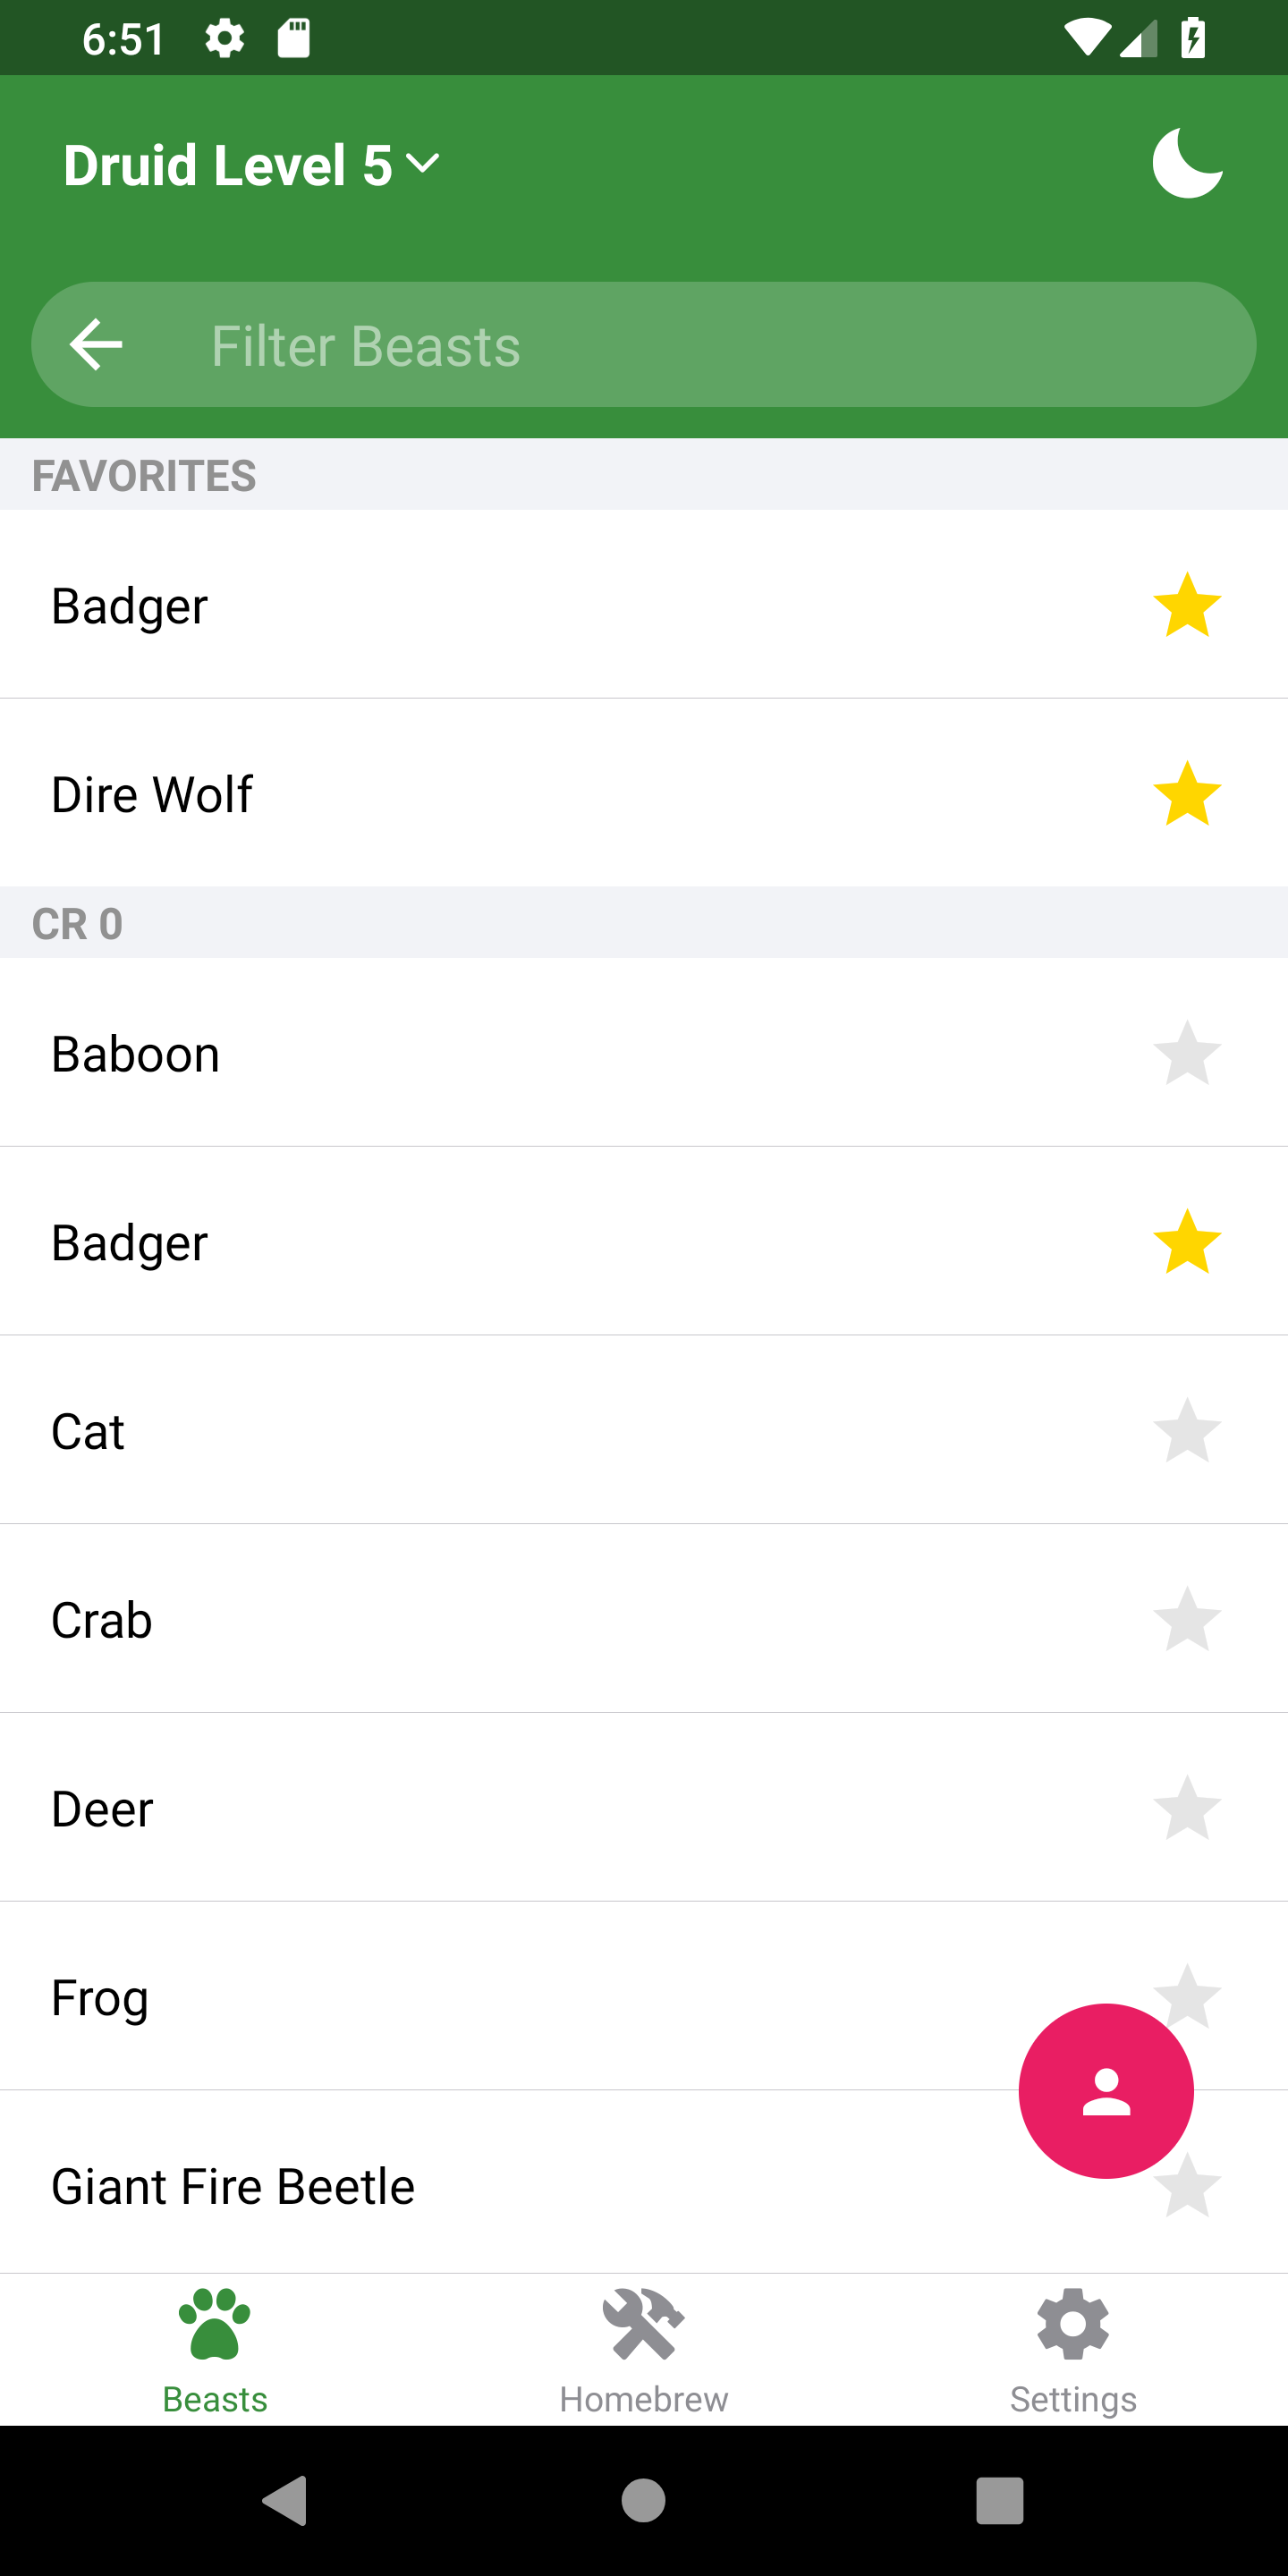 6:51
Druid Level 5
Filter Beasts
FAVORITES
Badger
Dire Wolf
CR 0
Baboon
Badger
Cat
Crab
Deer
Frog
Giant Fire Beetle
Beasts
Homebrew
Settings